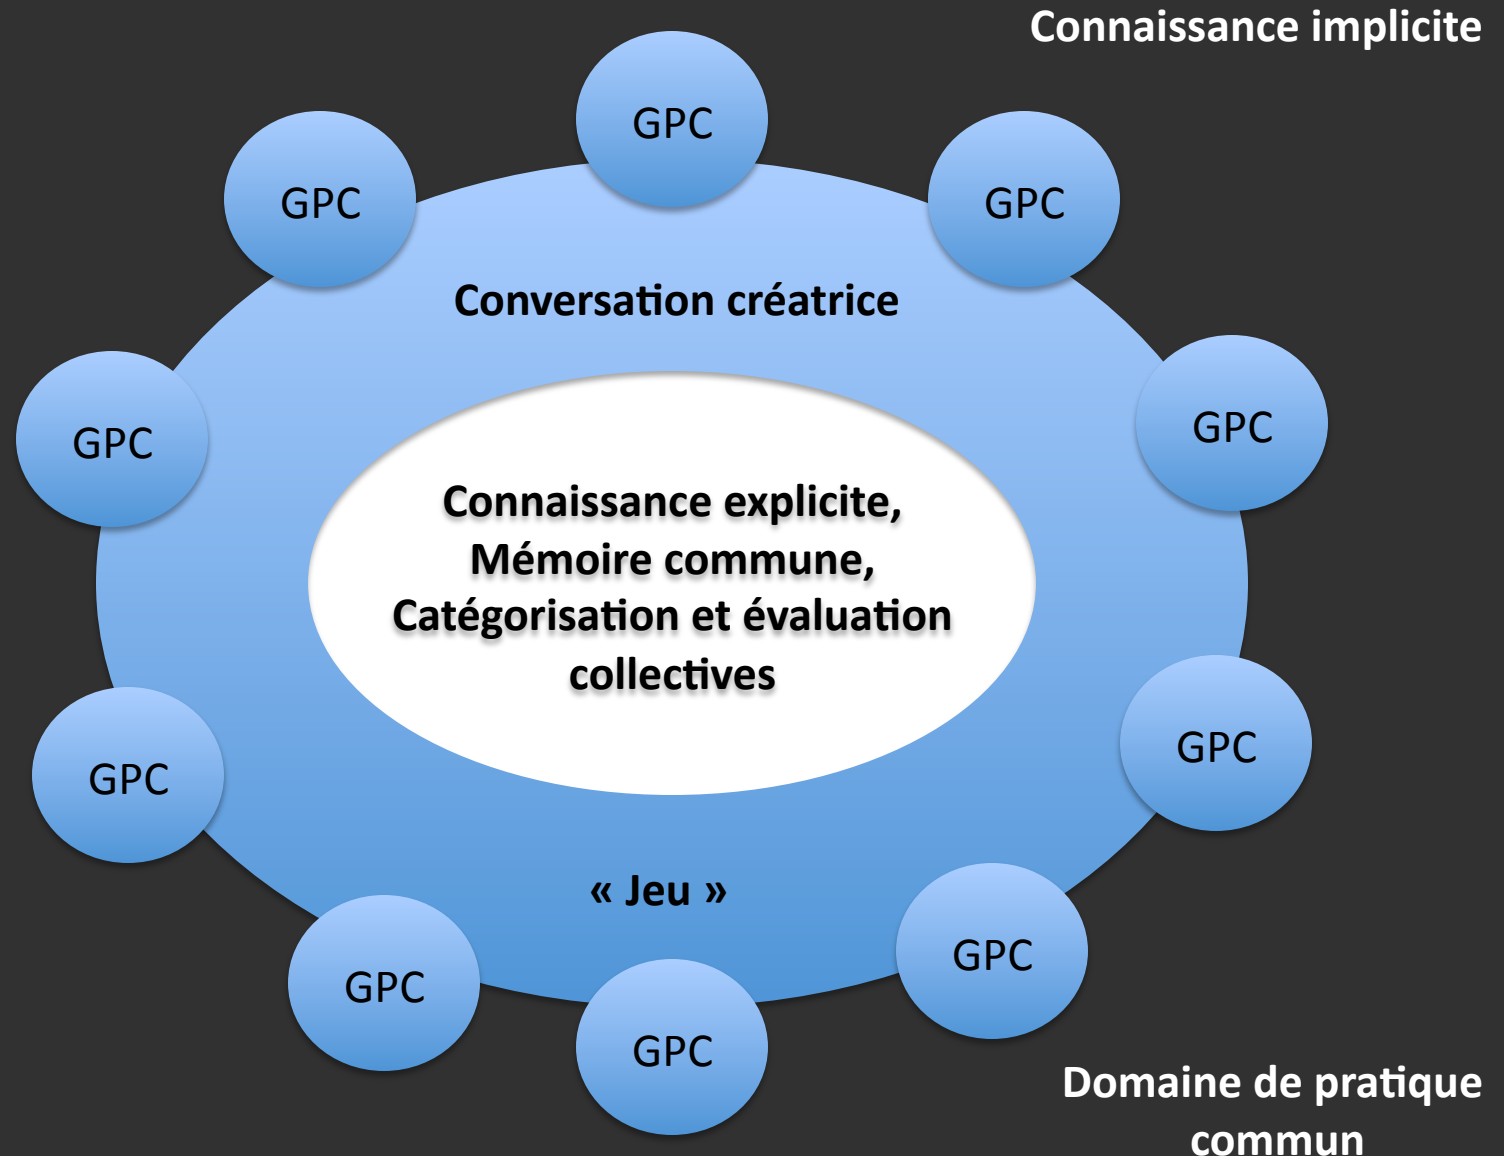 Connaissance implicite
GPC
GPC
GPC
Conversation créatrice
GPC
GPC
Connaissance explicite,
Mémoire commune,
Catégorisation et évaluation
collectives
GPC
GPC
« Jeu »
GPC
GPC
GPC
Domaine de pratique
commun